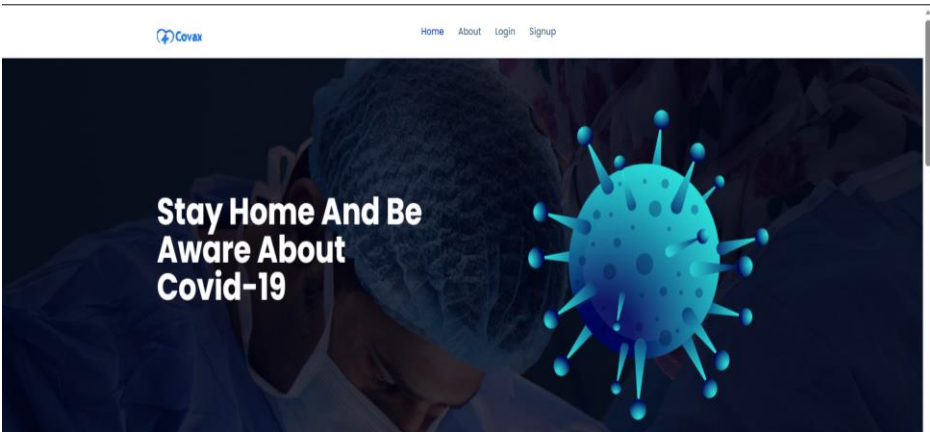 Covax
Home About Login Signup
Stay Home And Be
Aware About
Covid-19